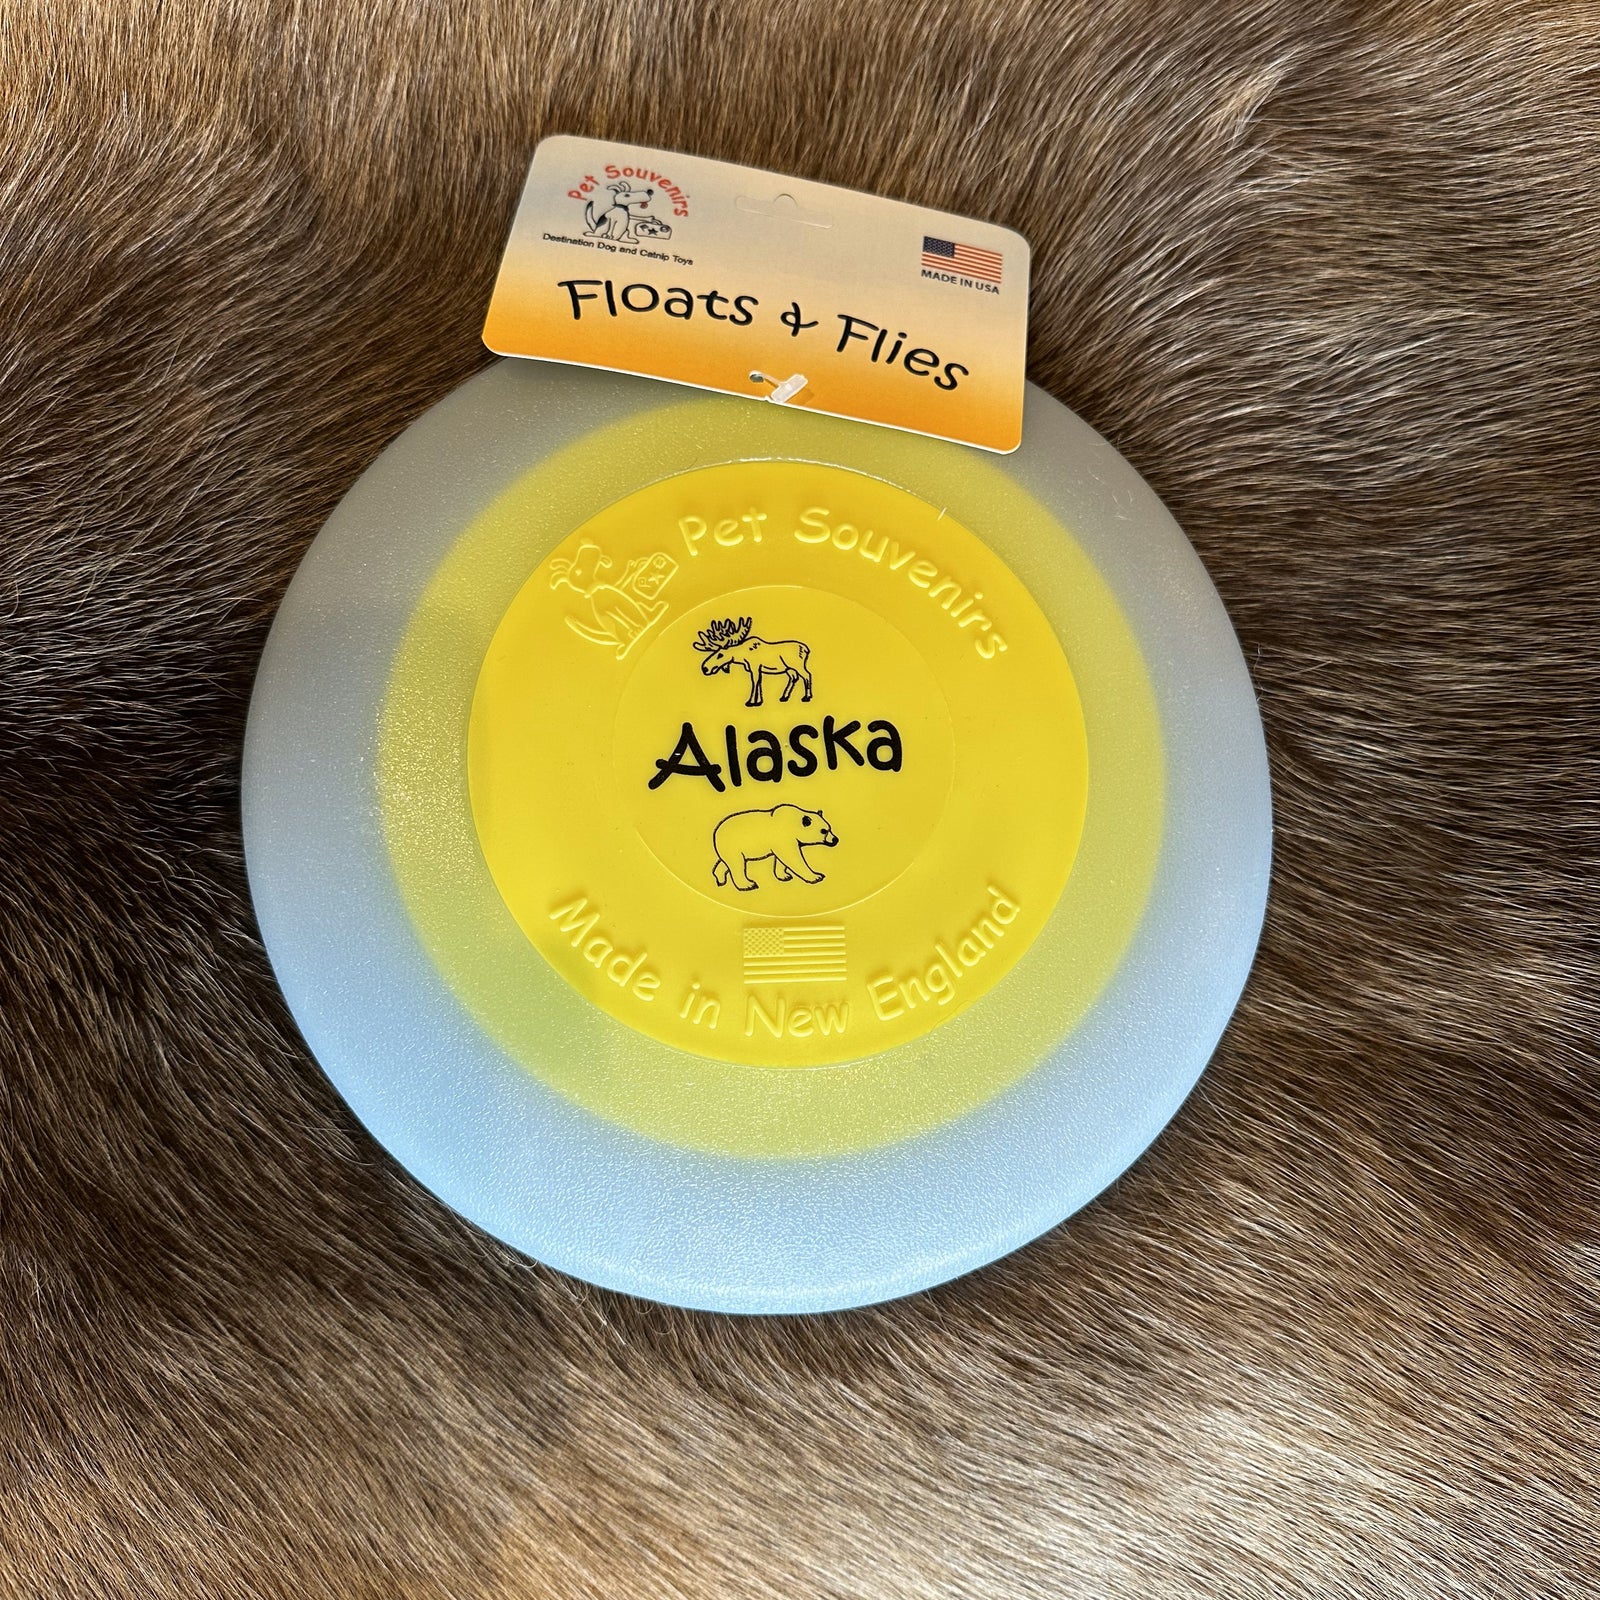 Pet Souvenirs
Destination Dog and Catnip Toys
MADE IN USA
Floats & Flies
Pet Souvenirs
Alaska
Made in New England